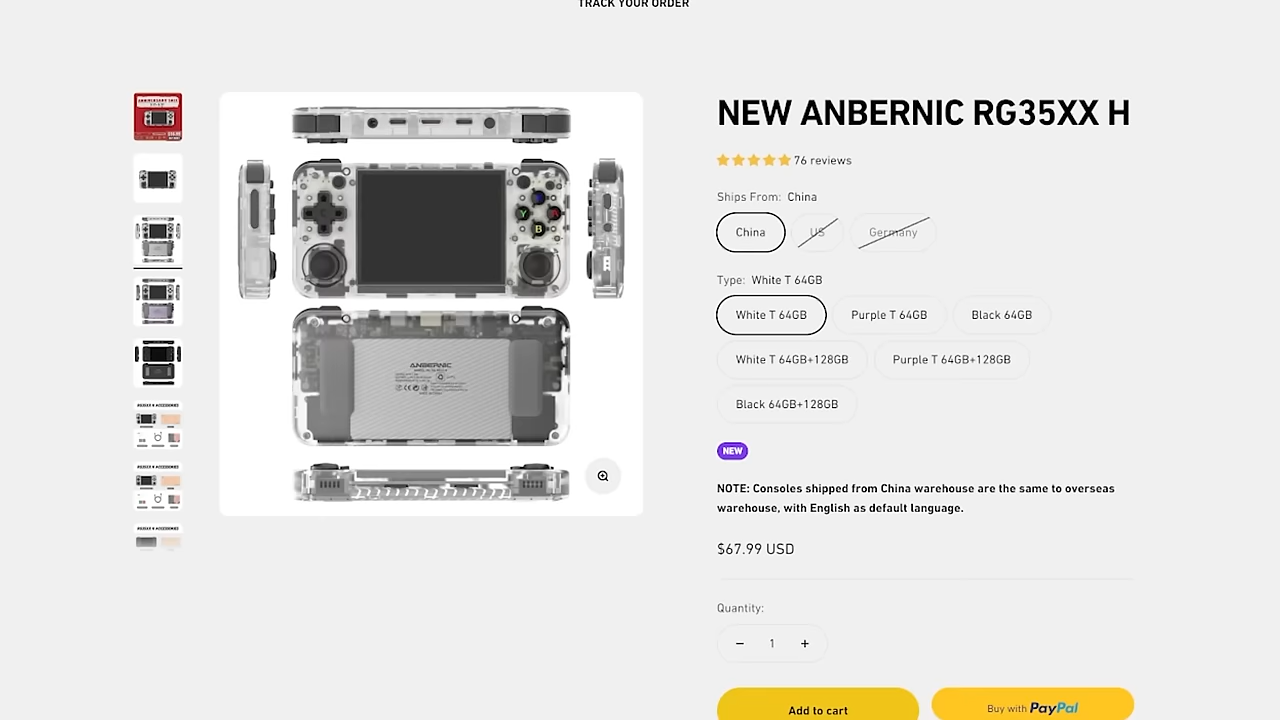 TRACK YOUR ORDER
NEW ANBERNIC RG35XX H
76 reviews
Ships From: China
China
US
Germany
Type: White T 64GB
White T 64GB
Purple T 64GB
Black 64GB
White T 64GB+128GB
Purple T 64GB+128GB
Black 64GB+128GB
NEW
NOTE: Consoles shipped from China warehouse are the same to overseas
warehouse, with English as default language.
$67.99 USD
Quantity:
− 1 +
Add to cart
Buy with PayPal
ANBERNIC
Y
A
B